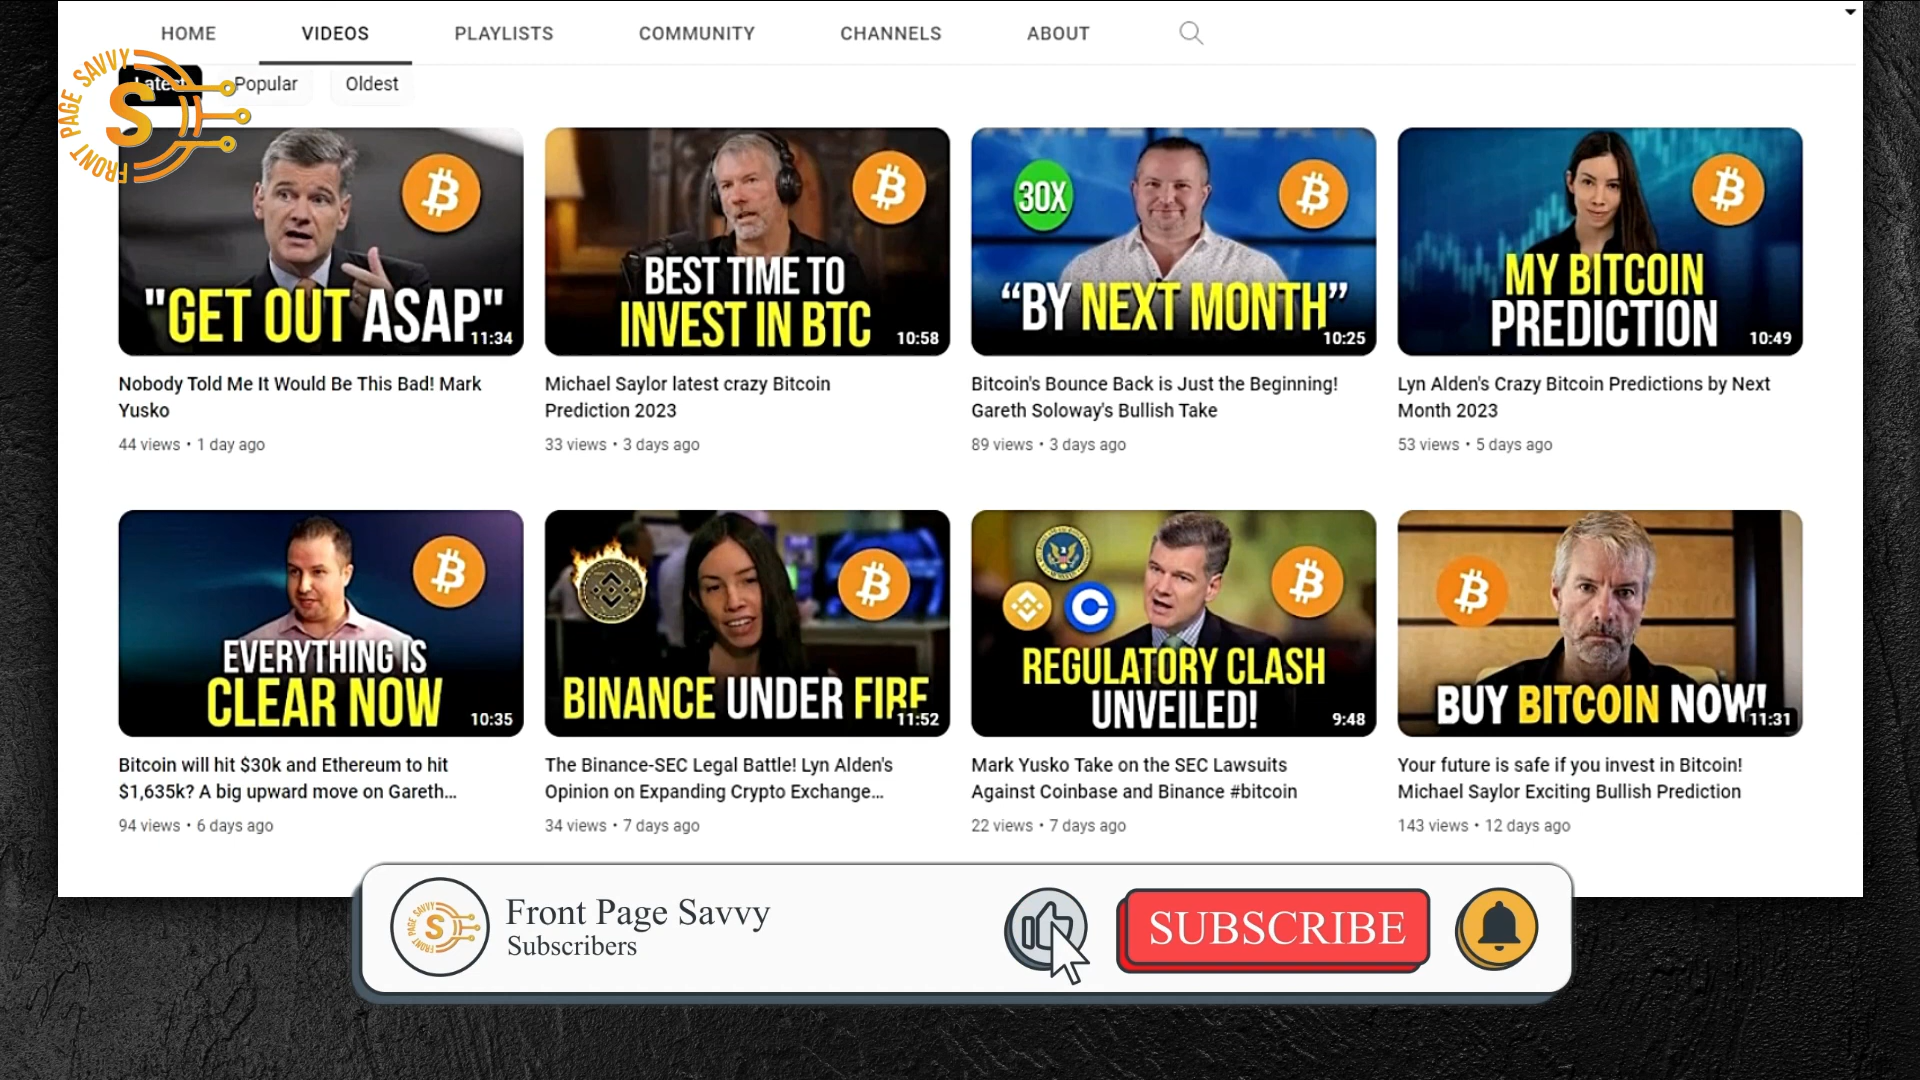 HOME VIDEOS PLAYLISTS COMMUNITY CHANNELS ABOUT
FRONT PAGE SAVVY
S
Latest Popular Oldest
"GET OUT ASAP"
11:34
BEST TIME TO
INVEST IN BTC
10:58
30X
“BY NEXT MONTH”
10:25
MY BITCOIN
PREDICTION
10:49
Nobody Told Me It Would Be This Bad! Mark
Yusko
44 views • 1 day ago
Michael Saylor latest crazy Bitcoin
Prediction 2023
33 views • 3 days ago
Bitcoin's Bounce Back is Just the Beginning!
Gareth Soloway's Bullish Take
89 views • 3 days ago
Lyn Alden's Crazy Bitcoin Predictions by Next
Month 2023
53 views • 5 days ago
EVERYTHING IS
CLEAR NOW
10:35
BINANCE UNDER FIRE
11:52
REGULATORY CLASH
UNVEILED!
9:48
BUY BITCOIN NOW!
11:31
Bitcoin will hit $30k and Ethereum to hit
$1,635k? A big upward move on Gareth...
94 views • 6 days ago
The Binance-SEC Legal Battle! Lyn Alden's
Opinion on Expanding Crypto Exchange...
34 views • 7 days ago
Mark Yusko Take on the SEC Lawsuits
Against Coinbase and Binance #bitcoin
22 views • 7 days ago
Your future is safe if you invest in Bitcoin!
Michael Saylor Exciting Bullish Prediction
143 views • 12 days ago
FRONT PAGE SAVVY
S
Front Page Savvy
Subscribers
SUBSCRIBE